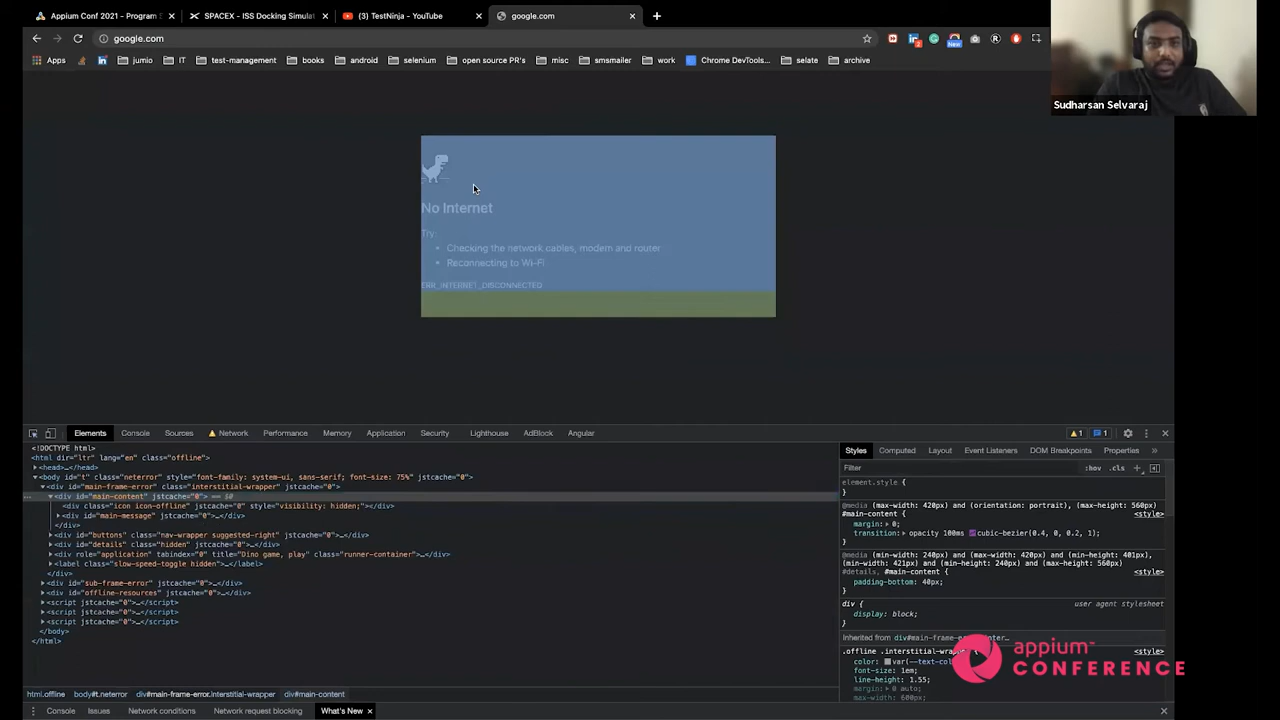 Appium Conf 2021 - Program
SPACEX - ISS Docking Simulat
(3) TestNinja - YouTube
google.com
google.com
New
Apps
jumio
IT
test-management
books
android
selenium
open source PR's
misc
smsmailer
work
Chrome DevTools...
selate
archive
Sudharsan Selvaraj
No Internet
Try:
Checking the network cables, modem and router
Reconnecting to Wi-Fi
ERR_INTERNET_DISCONNECTED
Elements
Console
Sources
Network
Performance
Memory
Application
Security
Lighthouse
AdBlock
Angular
1
1
<!DOCTYPE html>
<html dir="ltr" lang="en" class="offline">
<head>…</head>
<body id="t" class="neterror" style="font-family: system-ui, sans-serif; font-size: 75%" jstcache="0">
<div id="main-frame-error" class="interstitial-wrapper" jstcache="0">
<div id="main-content" jstcache="0"> == $0
<div class="icon icon-offline" jstcache="0" style="visibility: hidden;"></div>
<div id="main-message" jstcache="0">…</div>
</div>
<div id="buttons" class="nav-wrapper suggested-right" jstcache="0">…</div>
<div id="details" class="hidden" jstcache="0">…</div>
<div role="application" tabindex="0" title="Dino game, play" class="runner-container">…</div>
<label class="slow-speed-toggle hidden">…</label>
</div>
<div id="sub-frame-error" jstcache="0">…</div>
<div id="offline-resources" jstcache="0">…</div>
<script jstcache="0">…</script>
<script jstcache="0">…</script>
<script jstcache="0">…</script>
</body>
</html>
Styles
Computed
Layout
Event Listeners
DOM Breakpoints
Properties
Filter
:hov
.cls
element.style {
}
@media (max-width: 420px) and (orientation: portrait), (max-height: 560px)
#main-content {
<style>
margin: 0;
transition: opacity 100ms cubic-bezier(0.4, 0, 0.2, 1);
}
@media (min-width: 240px) and (max-width: 420px) and (min-height: 401px),
(min-width: 421px) and (min-height: 240px) and (max-height: 560px)
#details, #main-content {
<style>
padding-bottom: 40px;
}
div {
user agent stylesheet
display: block;
}
Inherited from div#main-frame-er
.offline .interstitial-wrap
<style>
color: var(--text-col
font-size: 1em;
line-height: 1.55;
margin: 0 auto;
max-width: 600px;
appium
CONFERENCE
html.offline
body#t.neterror
div#main-frame-error.interstitial-wrapper
div#main-content
Console
Issues
Network conditions
Network request blocking
What's New